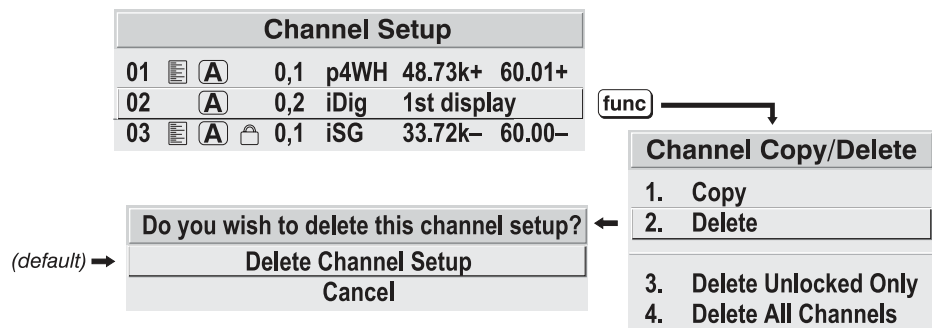 Channel Setup
01 A 0,1 p4WH 48.73k+ 60.01+
02 A 0,2 iDig 1st display
03 A 0,1 iSG 33.72k– 60.00–
func
Channel Copy/Delete
1. Copy
2. Delete
3. Delete Unlocked Only
4. Delete All Channels
Do you wish to delete this channel setup?
(default)
Delete Channel Setup
Cancel